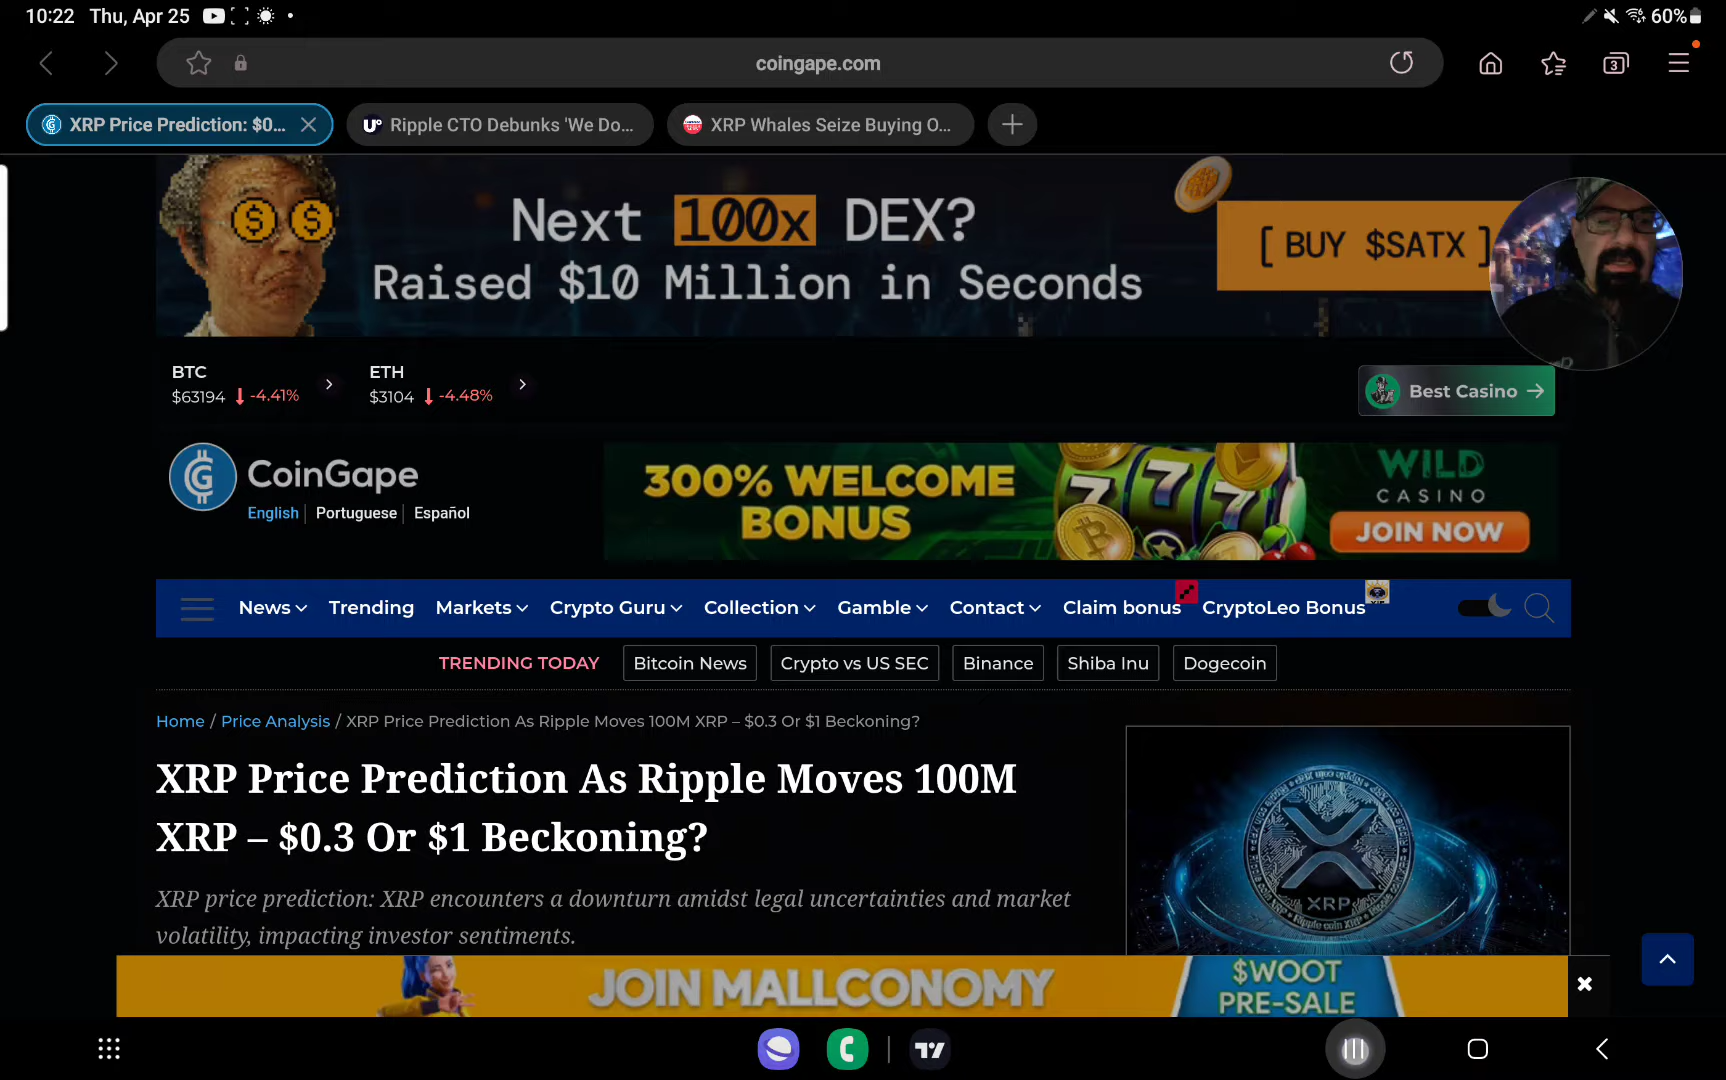 10:22 Thu, Apr 25
60%
coingape.com
3
XRP Price Prediction: $0...
Ripple CTO Debunks 'We Do...
XRP Whales Seize Buying O...
Next 100x DEX?
Raised $10 Million in Seconds
[ BUY $SATX ]
BTC
$63194 -4.41%
ETH
$3104 -4.48%
Best Casino
CoinGape
English
Portuguese
Español
300% WELCOME
BONUS
777
WILD
CASINO
JOIN NOW
News
Trending
Markets
Crypto Guru
Collection
Gamble
Contact
Claim bonus
CryptoLeo Bonus
TRENDING TODAY
Bitcoin News
Crypto vs US SEC
Binance
Shiba Inu
Dogecoin
Home / Price Analysis / XRP Price Prediction As Ripple Moves 100M XRP – $0.3 Or $1 Beckoning?
XRP Price Prediction As Ripple Moves 100M
XRP – $0.3 Or $1 Beckoning?
XRP price prediction: XRP encounters a downturn amidst legal uncertainties and market
volatility, impacting investor sentiments.
XRP
JOIN MALLCONOMY
$WOOT
PRE-SALE